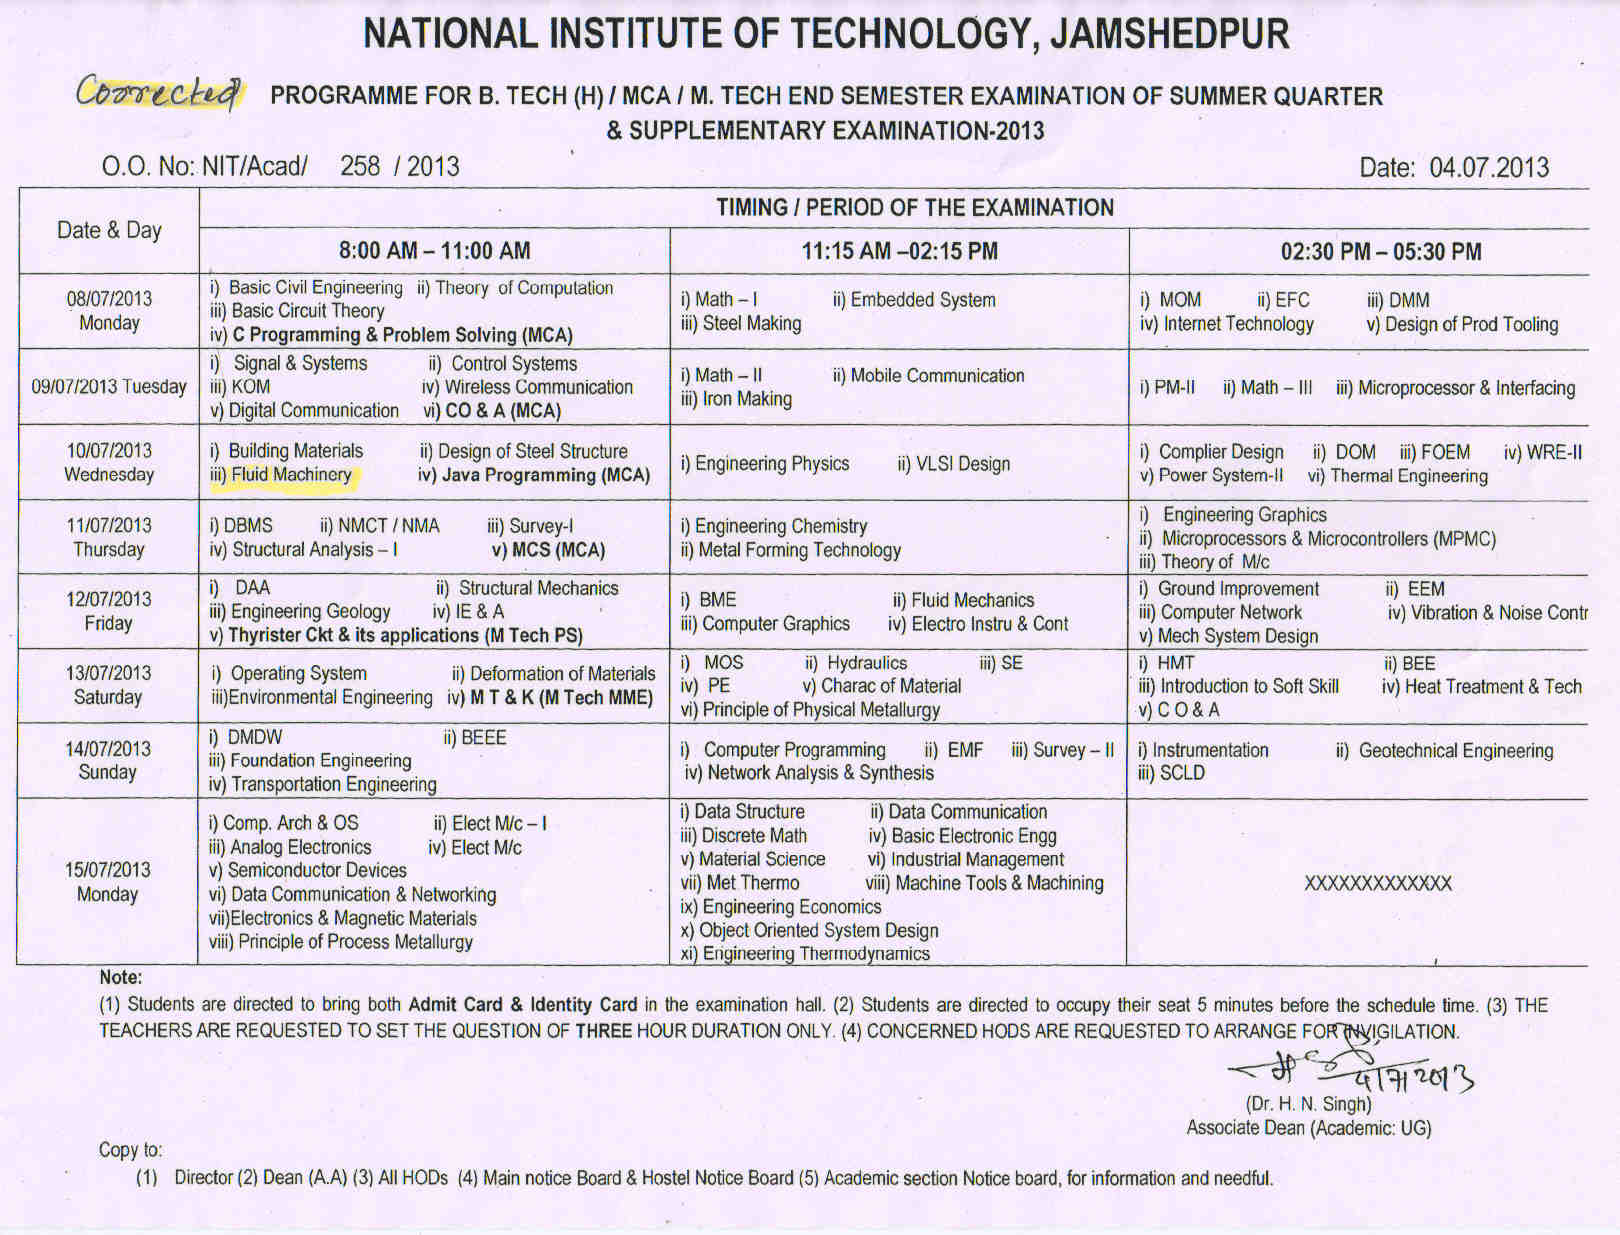 NATIONAL INSTITUTE OF TECHNOLOGY, JAMSHEDPUR
Corrected PROGRAMME FOR B. TECH (H) / MCA / M. TECH END SEMESTER EXAMINATION OF SUMMER QUARTER
& SUPPLEMENTARY EXAMINATION-2013
O.O. No: NIT/Acad/ 258 / 2013 Date: 04.07.2013
Date & Day
TIMING / PERIOD OF THE EXAMINATION
8:00 AM – 11:00 AM 11:15 AM –02:15 PM 02:30 PM – 05:30 PM
08/07/2013
Monday
i) Basic Civil Engineering ii) Theory of Computation
iii) Basic Circuit Theory
iv) C Programming & Problem Solving (MCA)
i) Math – I ii) Embedded System
iii) Steel Making
i) MOM ii) EFC iii) DMM
iv) Internet Technology v) Design of Prod Tooling
09/07/2013 Tuesday
i) Signal & Systems ii) Control Systems
iii) KOM iv) Wireless Communication
v) Digital Communication vi) CO & A (MCA)
i) Math – II ii) Mobile Communication
iii) Iron Making
i) PM-II ii) Math – III iii) Microprocessor & Interfacing
10/07/2013
Wednesday
i) Building Materials ii) Design of Steel Structure
iii) Fluid Machinery iv) Java Programming (MCA)
i) Engineering Physics ii) VLSI Design
i) Complier Design ii) DOM iii) FOEM iv) WRE-II
v) Power System-II vi) Thermal Engineering
11/07/2013
Thursday
i) DBMS ii) NMCT / NMA iii) Survey-I
iv) Structural Analysis – I v) MCS (MCA)
i) Engineering Chemistry
ii) Metal Forming Technology
i) Engineering Graphics
ii) Microprocessors & Microcontrollers (MPMC)
iii) Theory of M/c
12/07/2013
Friday
i) DAA ii) Structural Mechanics
iii) Engineering Geology iv) IE & A
v) Thyrister Ckt & its applications (M Tech PS)
i) BME ii) Fluid Mechanics
iii) Computer Graphics iv) Electro Instru & Cont
i) Ground Improvement ii) EEM
iii) Computer Network iv) Vibration & Noise Contr
v) Mech System Design
13/07/2013
Saturday
i) Operating System ii) Deformation of Materials
iii)Environmental Engineering iv) M T & K (M Tech MME)
i) MOS ii) Hydraulics iii) SE
iv) PE v) Charac of Material
vi) Principle of Physical Metallurgy
i) HMT ii) BEE
iii) Introduction to Soft Skill iv) Heat Treatment & Tech
v) C O & A
14/07/2013
Sunday
i) DMDW ii) BEEE
iii) Foundation Engineering
iv) Transportation Engineering
i) Computer Programming ii) EMF iii) Survey – II
iv) Network Analysis & Synthesis
i) Instrumentation ii) Geotechnical Engineering
iii) SCLD
15/07/2013
Monday
i) Comp. Arch & OS ii) Elect M/c – I
iii) Analog Electronics iv) Elect M/c
v) Semiconductor Devices
vi) Data Communication & Networking
vii)Electronics & Magnetic Materials
viii) Principle of Process Metallurgy
i) Data Structure ii) Data Communication
iii) Discrete Math iv) Basic Electronic Engg
v) Material Science vi) Industrial Management
vii) Met Thermo viii) Machine Tools & Machining
ix) Engineering Economics
x) Object Oriented System Design
xi) Engineering Thermodynamics
XXXXXXXXXXXXX
Note:
(1) Students are directed to bring both Admit Card & Identity Card in the examination hall. (2) Students are directed to occupy their seat 5 minutes before the schedule time. (3) THE
TEACHERS ARE REQUESTED TO SET THE QUESTION OF THREE HOUR DURATION ONLY. (4) CONCERNED HODS ARE REQUESTED TO ARRANGE FOR INVIGILATION.
4/7/2013
(Dr. H. N. Singh)
Associate Dean (Academic: UG)
Copy to:
(1) Director (2) Dean (A.A) (3) All HODs (4) Main notice Board & Hostel Notice Board (5) Academic section Notice board, for information and needful.